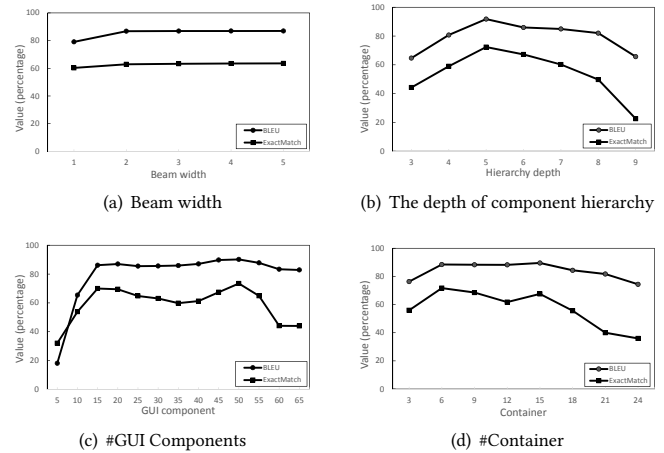 100
80
60
40
20
0
Value (percentage)
BLEU
ExactMatch
1 2 3 4 5
Beam width
(a) Beam width
100
80
60
40
20
0
Value (percentage)
BLEU
ExactMatch
3 4 5 6 7 8 9
Hierarchy depth
(b) The depth of component hierarchy
100
80
60
40
20
0
Value (percentage)
BLEU
ExactMatch
5 10 15 20 25 30 35 40 45 50 55 60 65
GUI component
(c) #GUI Components
100
80
60
40
20
0
Value (percentage)
BLEU
ExactMatch
3 6 9 12 15 18 21 24
Container
(d) #Container